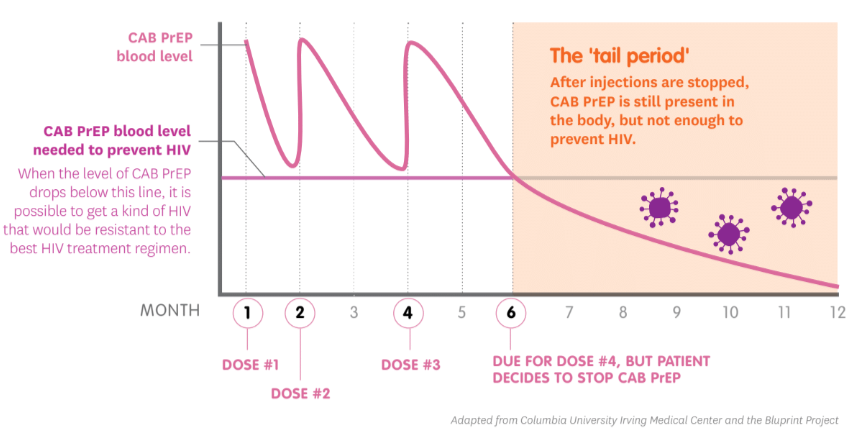 CAB PrEP
blood level
CAB PrEP blood level
needed to prevent HIV
When the level of CAB PrEP
drops below this line, it is
possible to get a kind of HIV
that would be resistant to the
best HIV treatment regimen.
The 'tail period'
After injections are stopped,
CAB PrEP is still present in
the body, but not enough to
prevent HIV.
MONTH 1 2 3 4 5 6 7 8 9 10 11 12
DOSE #1
DOSE #2
DOSE #3
DUE FOR DOSE #4, BUT PATIENT
DECIDES TO STOP CAB PrEP
Adapted from Columbia University Irving Medical Center and the Bluprint Project